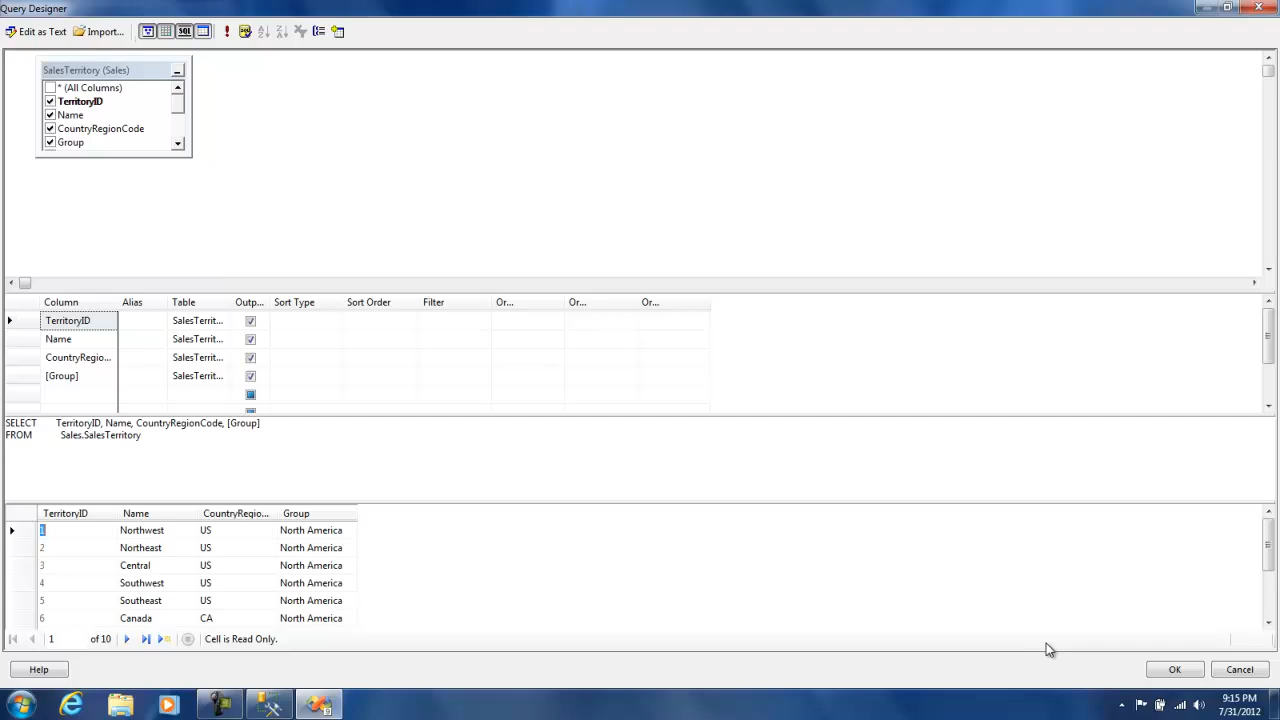 Query Designer
Edit as Text Import... SQL
SalesTerritory (Sales)
* (All Columns)
TerritoryID
Name
CountryRegionCode
Group
Column Alias Table Outp... Sort Type Sort Order Filter Or... Or... Or...
TerritoryID SalesTerrit...
Name SalesTerrit...
CountryRegio... SalesTerrit...
[Group] SalesTerrit...
SELECT TerritoryID, Name, CountryRegionCode, [Group]
FROM Sales.SalesTerritory
TerritoryID Name CountryRegio... Group
1 Northwest US North America
2 Northeast US North America
3 Central US North America
4 Southwest US North America
5 Southeast US North America
6 Canada CA North America
1 of 10 Cell is Read Only.
Help OK Cancel
9:15 PM
7/31/2012